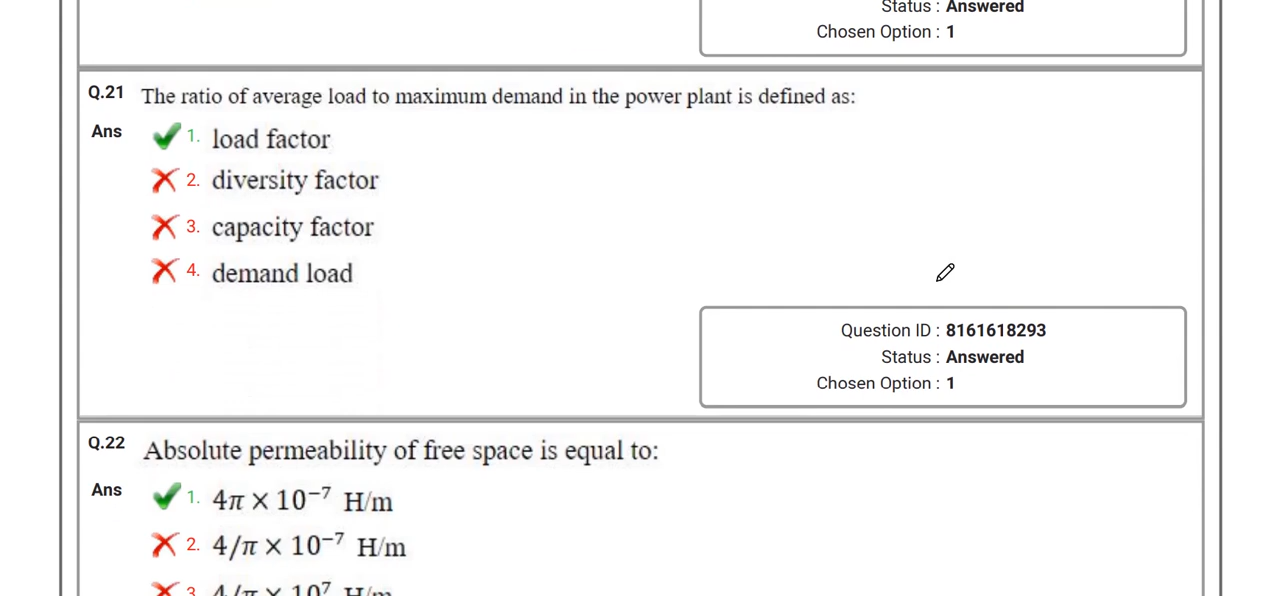 Status : Answered
Chosen Option : 1
Q.21 The ratio of average load to maximum demand in the power plant is defined as:
Ans 1. load factor
2. diversity factor
3. capacity factor
4. demand load
Question ID : 8161618293
Status : Answered
Chosen Option : 1
Q.22 Absolute permeability of free space is equal to:
Ans 1. 4π × 10⁻⁷ H/m
2. 4/π × 10⁻⁷ H/m
3. 4/π × 10⁷ H/m